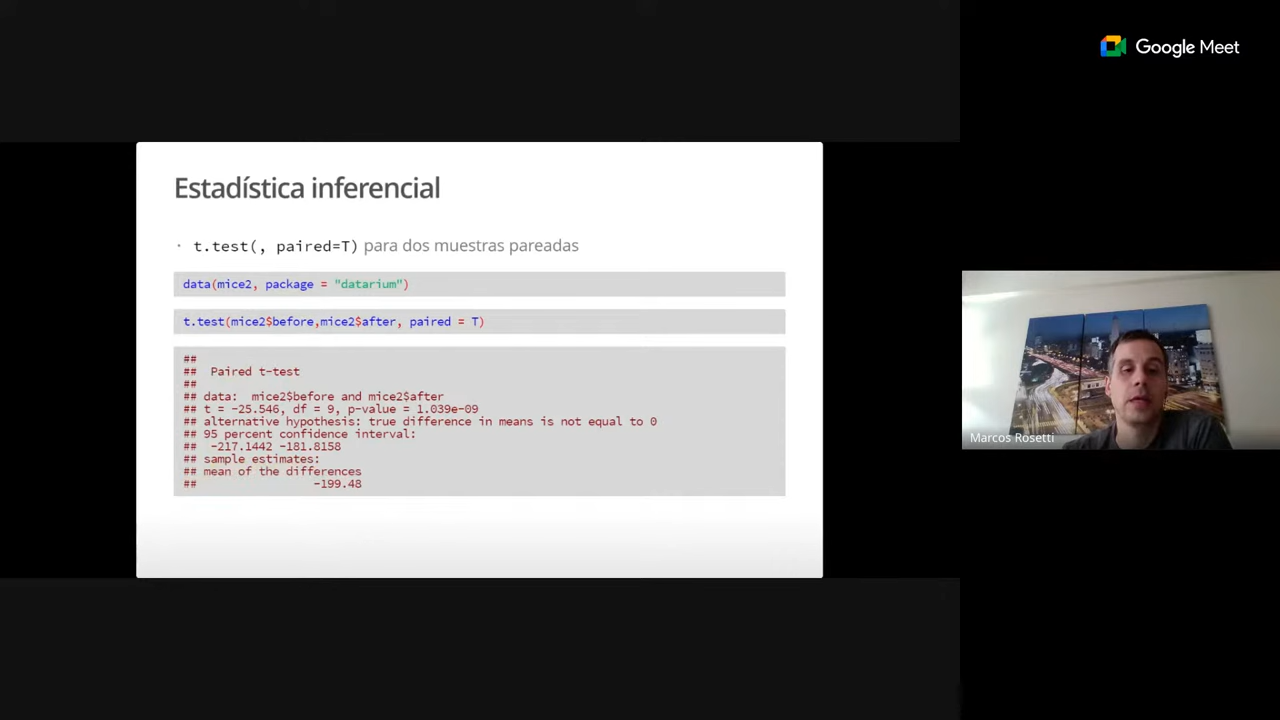 Google Meet
Estadística inferencial
· t.test(, paired=T) para dos muestras pareadas
data(mice2, package = "datarium")
t.test(mice2$before,mice2$after, paired = T)
##
##  Paired t-test
##
## data:  mice2$before and mice2$after
## t = -25.546, df = 9, p-value = 1.039e-09
## alternative hypothesis: true difference in means is not equal to 0
## 95 percent confidence interval:
##  -217.1442 -181.8158
## sample estimates:
## mean of the differences
##                 -199.48
Marcos Rosetti